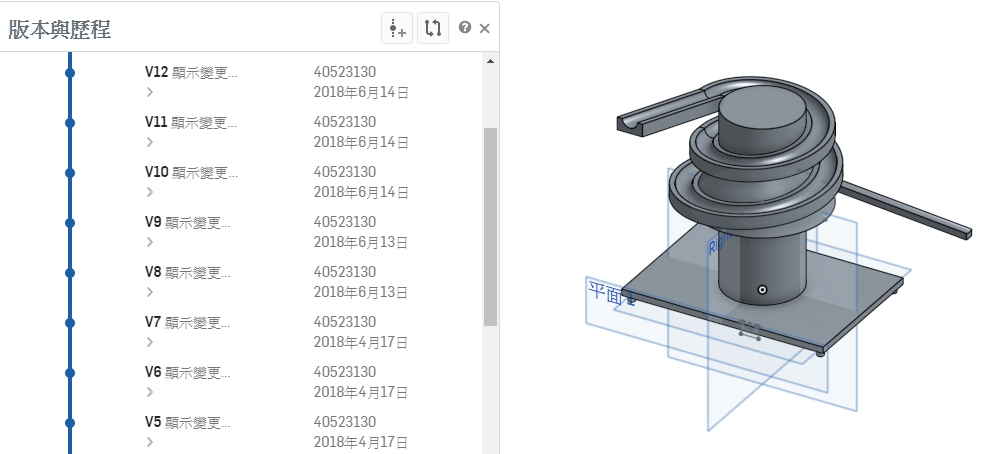 版本與歷程
V12 顯示變更... 40523130
2018年6月14日
V11 顯示變更... 40523130
2018年6月14日
V10 顯示變更... 40523130
2018年6月14日
V9 顯示變更... 40523130
2018年6月13日
V8 顯示變更... 40523130
2018年6月13日
V7 顯示變更... 40523130
2018年4月17日
V6 顯示變更... 40523130
2018年4月17日
V5 顯示變更... 40523130
2018年4月17日
Right
平面